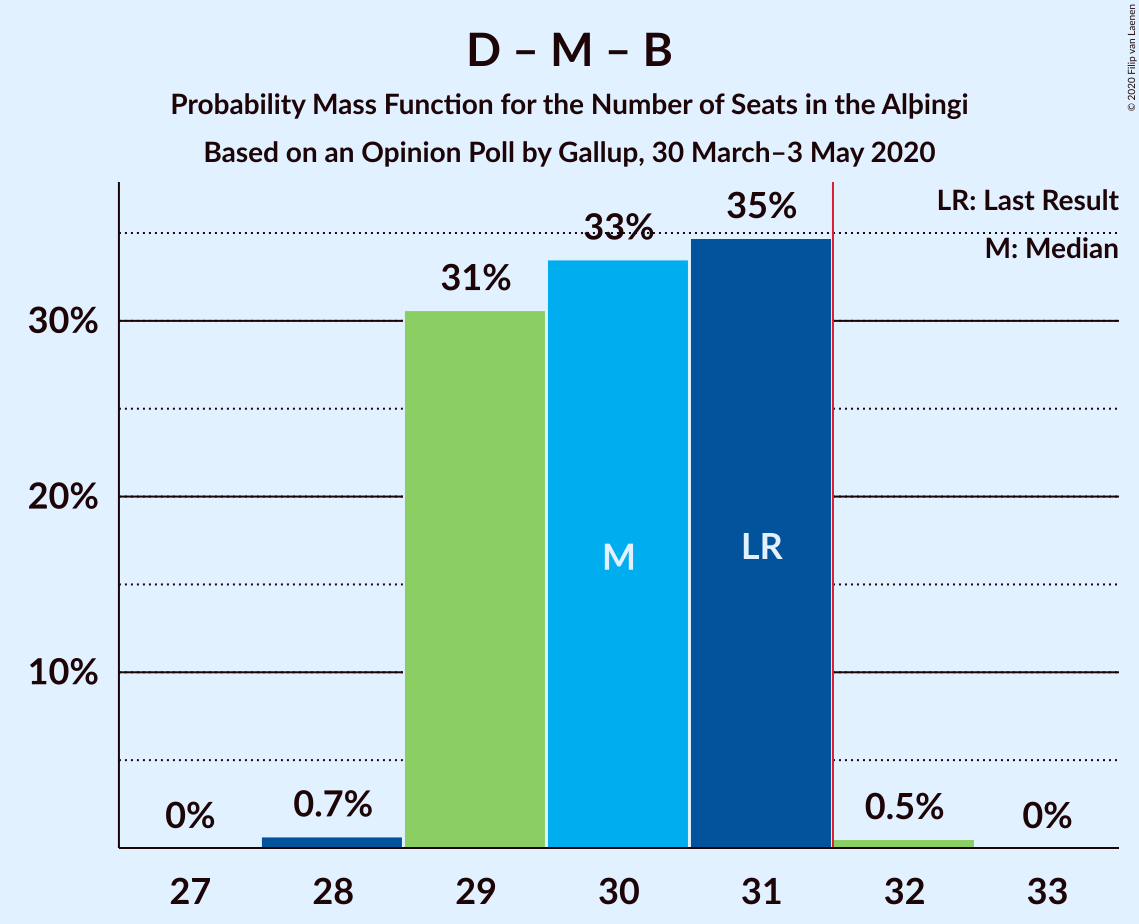 D – M – B
Probability Mass Function for the Number of Seats in the Alþingi
Based on an Opinion Poll by Gallup, 30 March–3 May 2020
© 2020 Filip van Laenen
LR: Last Result
M: Median
35%
33%
31%
30%
20%
10%
M
LR
0%
0.7%
0.5%
0%
27 28 29 30 31 32 33